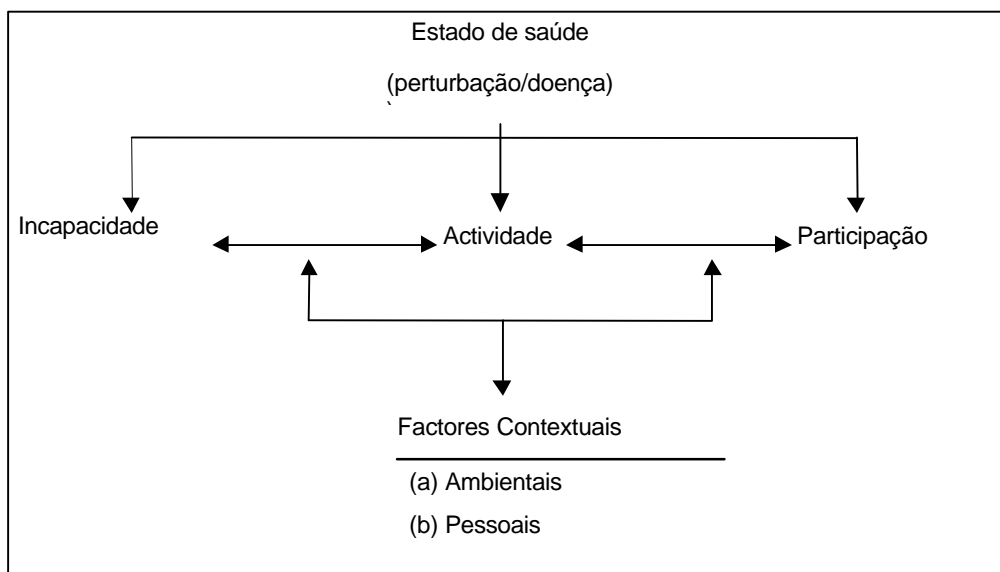 Estado de saúde
(perturbação/doença)
`
Incapacidade
Actividade
Participação
Factores Contextuais
(a) Ambientais
(b) Pessoais